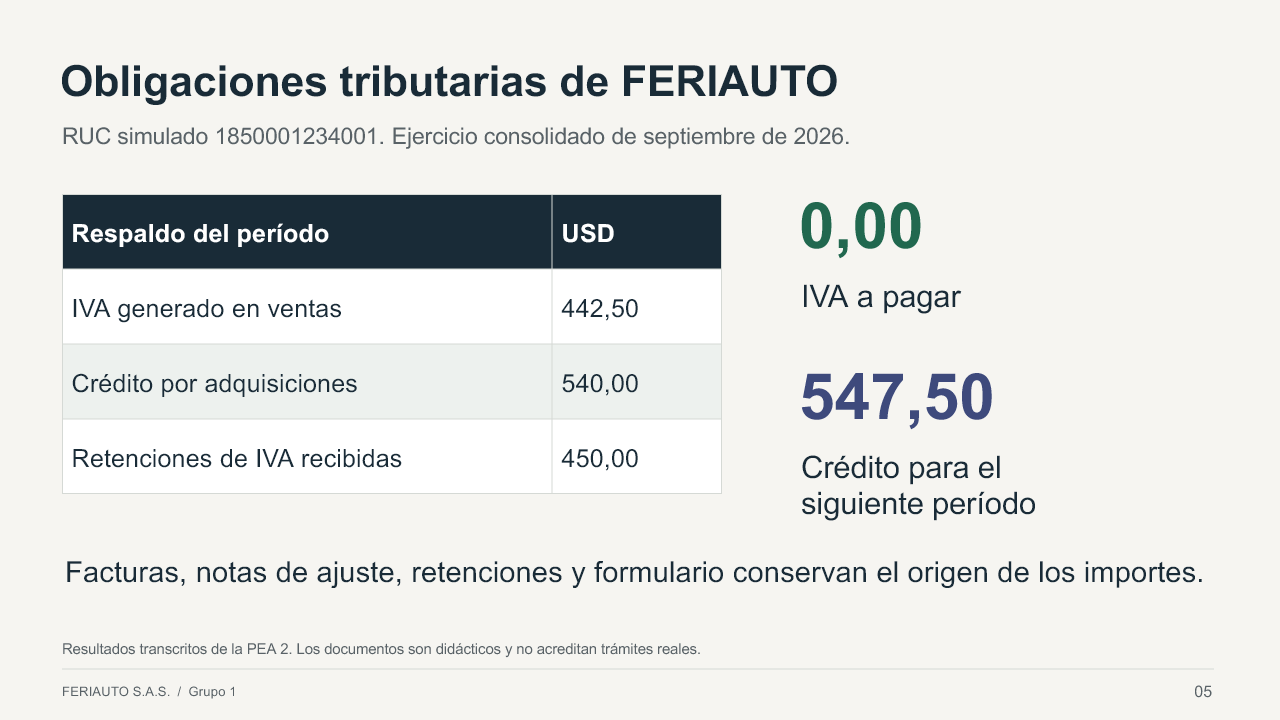 Obligaciones tributarias de FERIAUTO
RUC simulado 1850001234001. Ejercicio consolidado de septiembre de 2026.
Respaldo del período USD
IVA generado en ventas 442,50
Crédito por adquisiciones 540,00
Retenciones de IVA recibidas 450,00
0,00
IVA a pagar
547,50
Crédito para el
siguiente período
Facturas, notas de ajuste, retenciones y formulario conservan el origen de los importes.
Resultados transcritos de la PEA 2. Los documentos son didácticos y no acreditan trámites reales.
FERIAUTO S.A.S. / Grupo 1
05